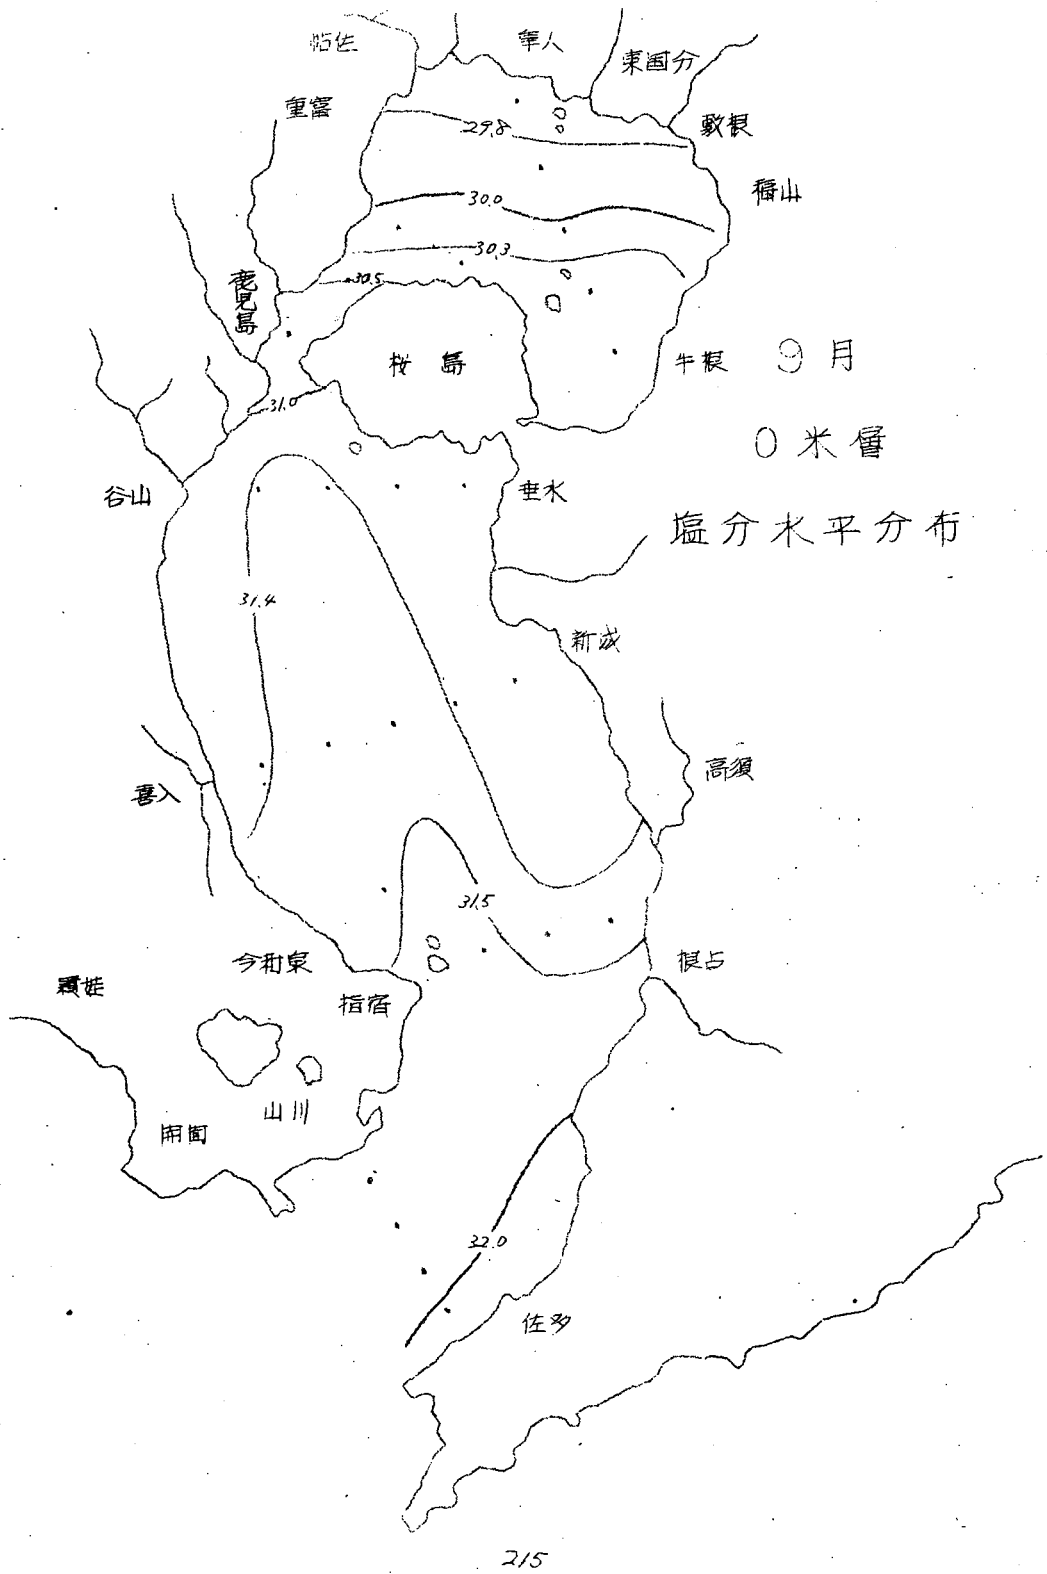 帖佐
隼人
東国分
重富
敷根
29.8
福山
30.0
30.3
30.5
鹿児島
桜島
牛根
9月
31.0
0米層
谷山
垂水
塩分水平分布
31.4
新城
高須
喜入
31.5
今和泉
根占
頴娃
指宿
山川
開聞
32.0
佐多
215